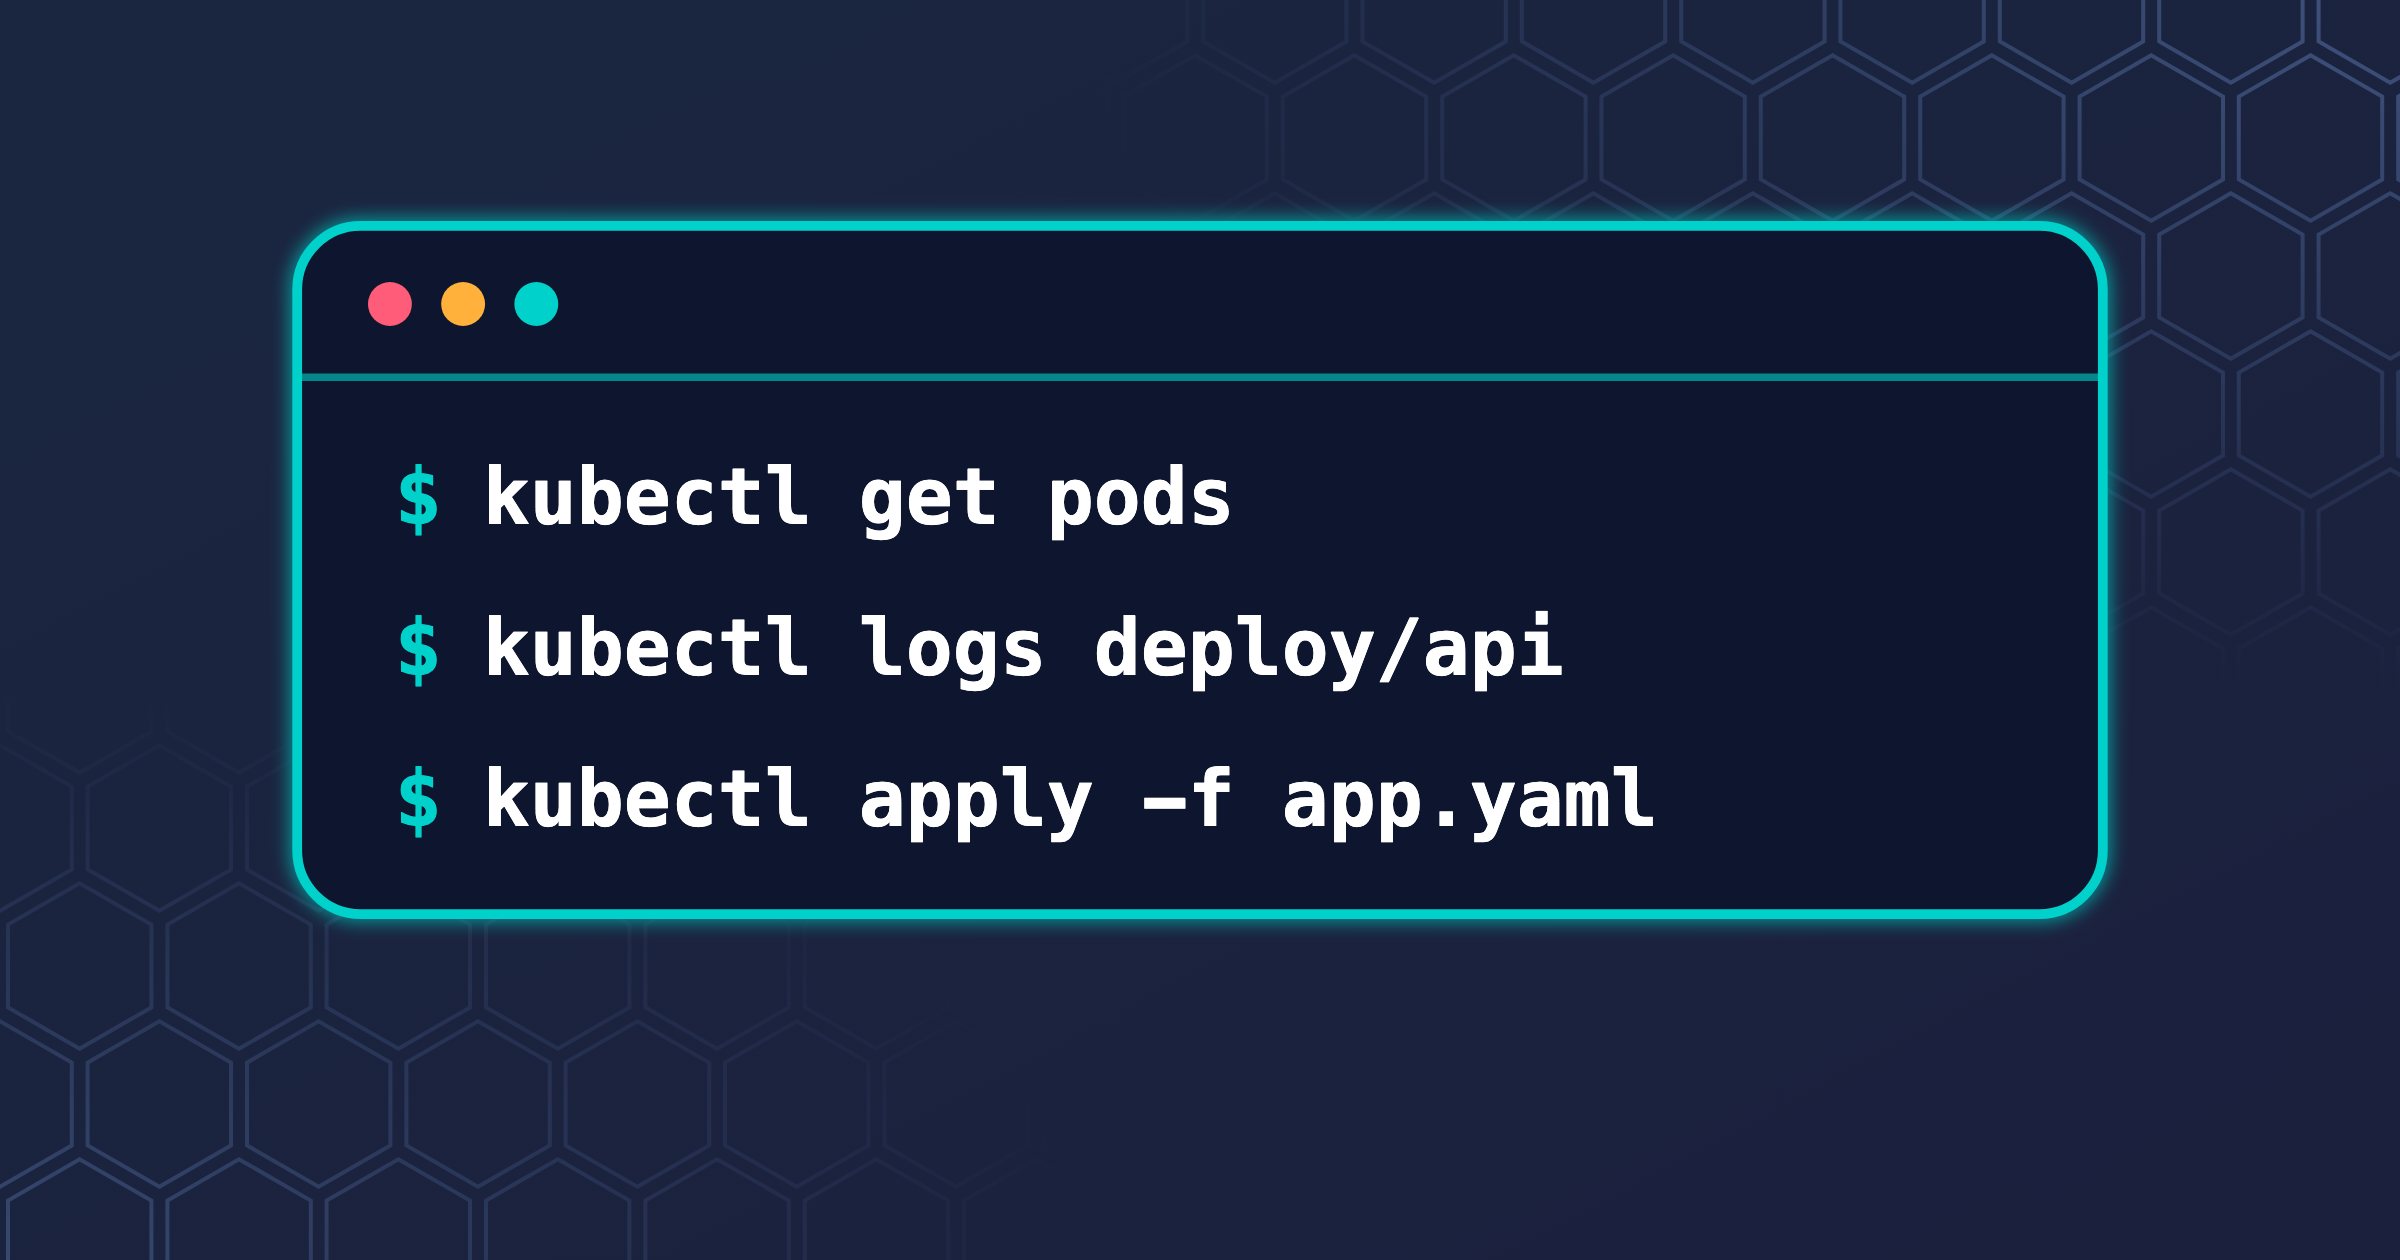 $ kubectl get pods
$ kubectl logs deploy/api
$ kubectl apply -f app.yaml